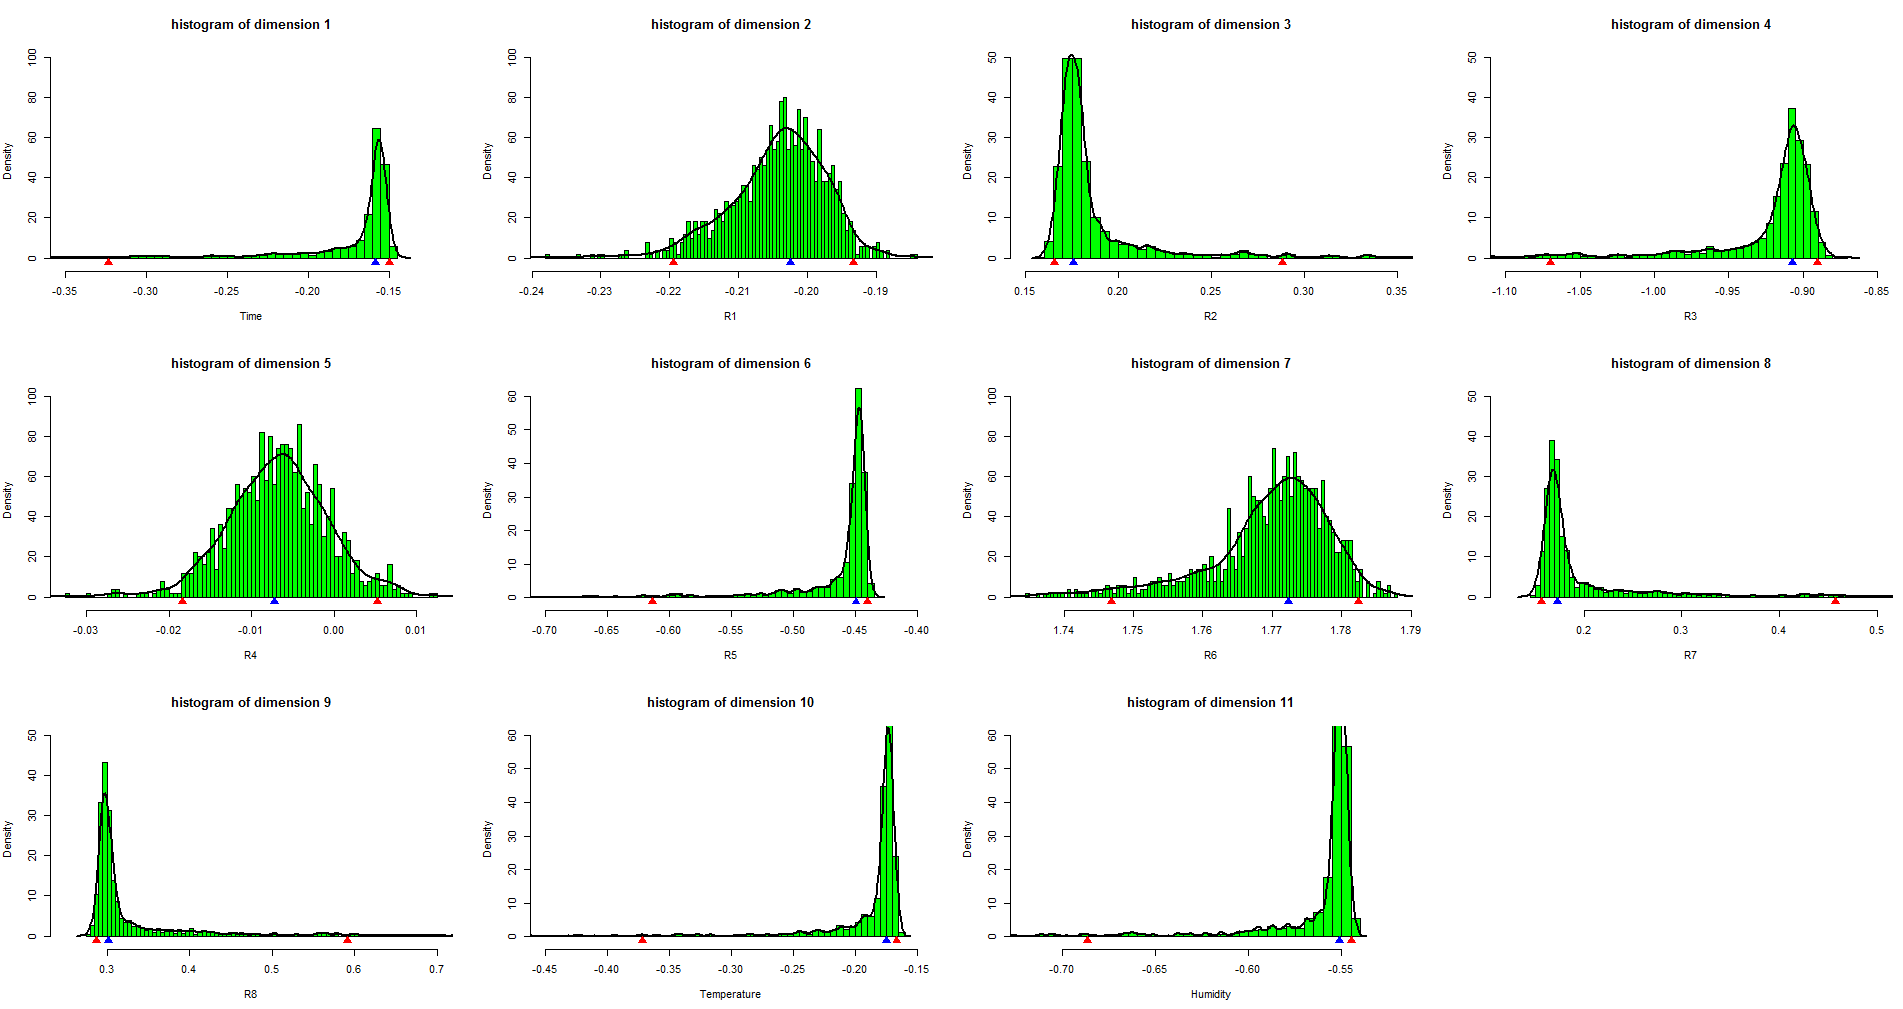 histogram of dimension 1
100
80
60
40
20
0
Density
-0.35 -0.30 -0.25 -0.20 -0.15
Time
histogram of dimension 2
100
80
60
40
20
0
Density
-0.24 -0.23 -0.22 -0.21 -0.20 -0.19
R1
histogram of dimension 3
50
40
30
20
10
0
Density
0.15 0.20 0.25 0.30 0.35
R2
histogram of dimension 4
50
40
30
20
10
0
Density
-1.10 -1.05 -1.00 -0.95 -0.90 -0.85
R3
histogram of dimension 5
100
80
60
40
20
0
Density
-0.03 -0.02 -0.01 0.00 0.01
R4
histogram of dimension 6
60
50
40
30
20
10
0
Density
-0.70 -0.65 -0.60 -0.55 -0.50 -0.45 -0.40
R5
histogram of dimension 7
100
80
60
40
20
0
Density
1.74 1.75 1.76 1.77 1.78 1.79
R6
histogram of dimension 8
50
40
30
20
10
0
Density
0.2 0.3 0.4 0.5
R7
histogram of dimension 9
50
40
30
20
10
0
Density
0.3 0.4 0.5 0.6 0.7
R8
histogram of dimension 10
60
50
40
30
20
10
0
Density
-0.45 -0.40 -0.35 -0.30 -0.25 -0.20 -0.15
Temperature
histogram of dimension 11
60
50
40
30
20
10
0
Density
-0.70 -0.65 -0.60 -0.55
Humidity